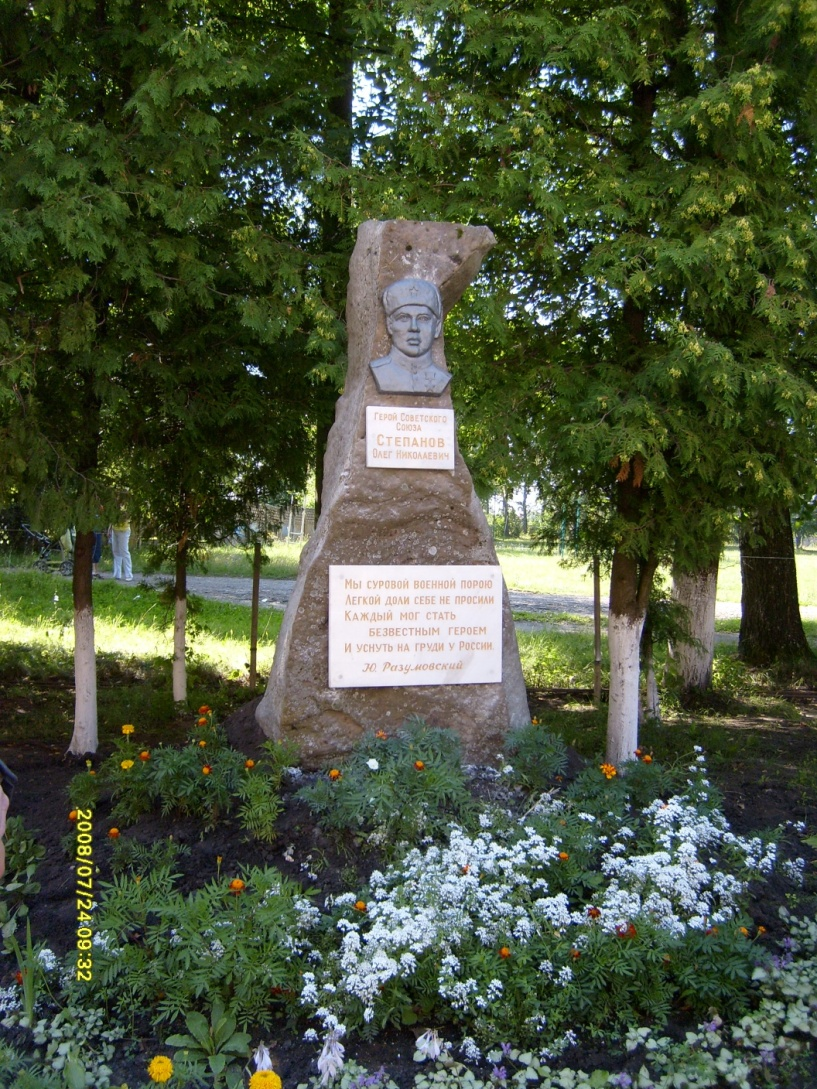 Герой Советского
Союза
Степанов
Олег Николаевич
Мы суровой военной порою
Легкой доли себе не просили
Каждый мог стать
безвестным героем
И уснуть на груди у России.
Ю. Разумовский
2008/07/24 09:32